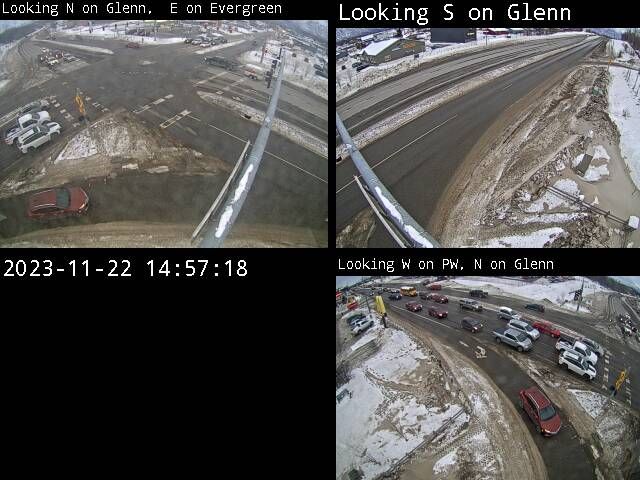 Looking N on Glenn, E on Evergreen
Looking S on Glenn
2023-11-22 14:57:18
Looking W on PW, N on Glenn